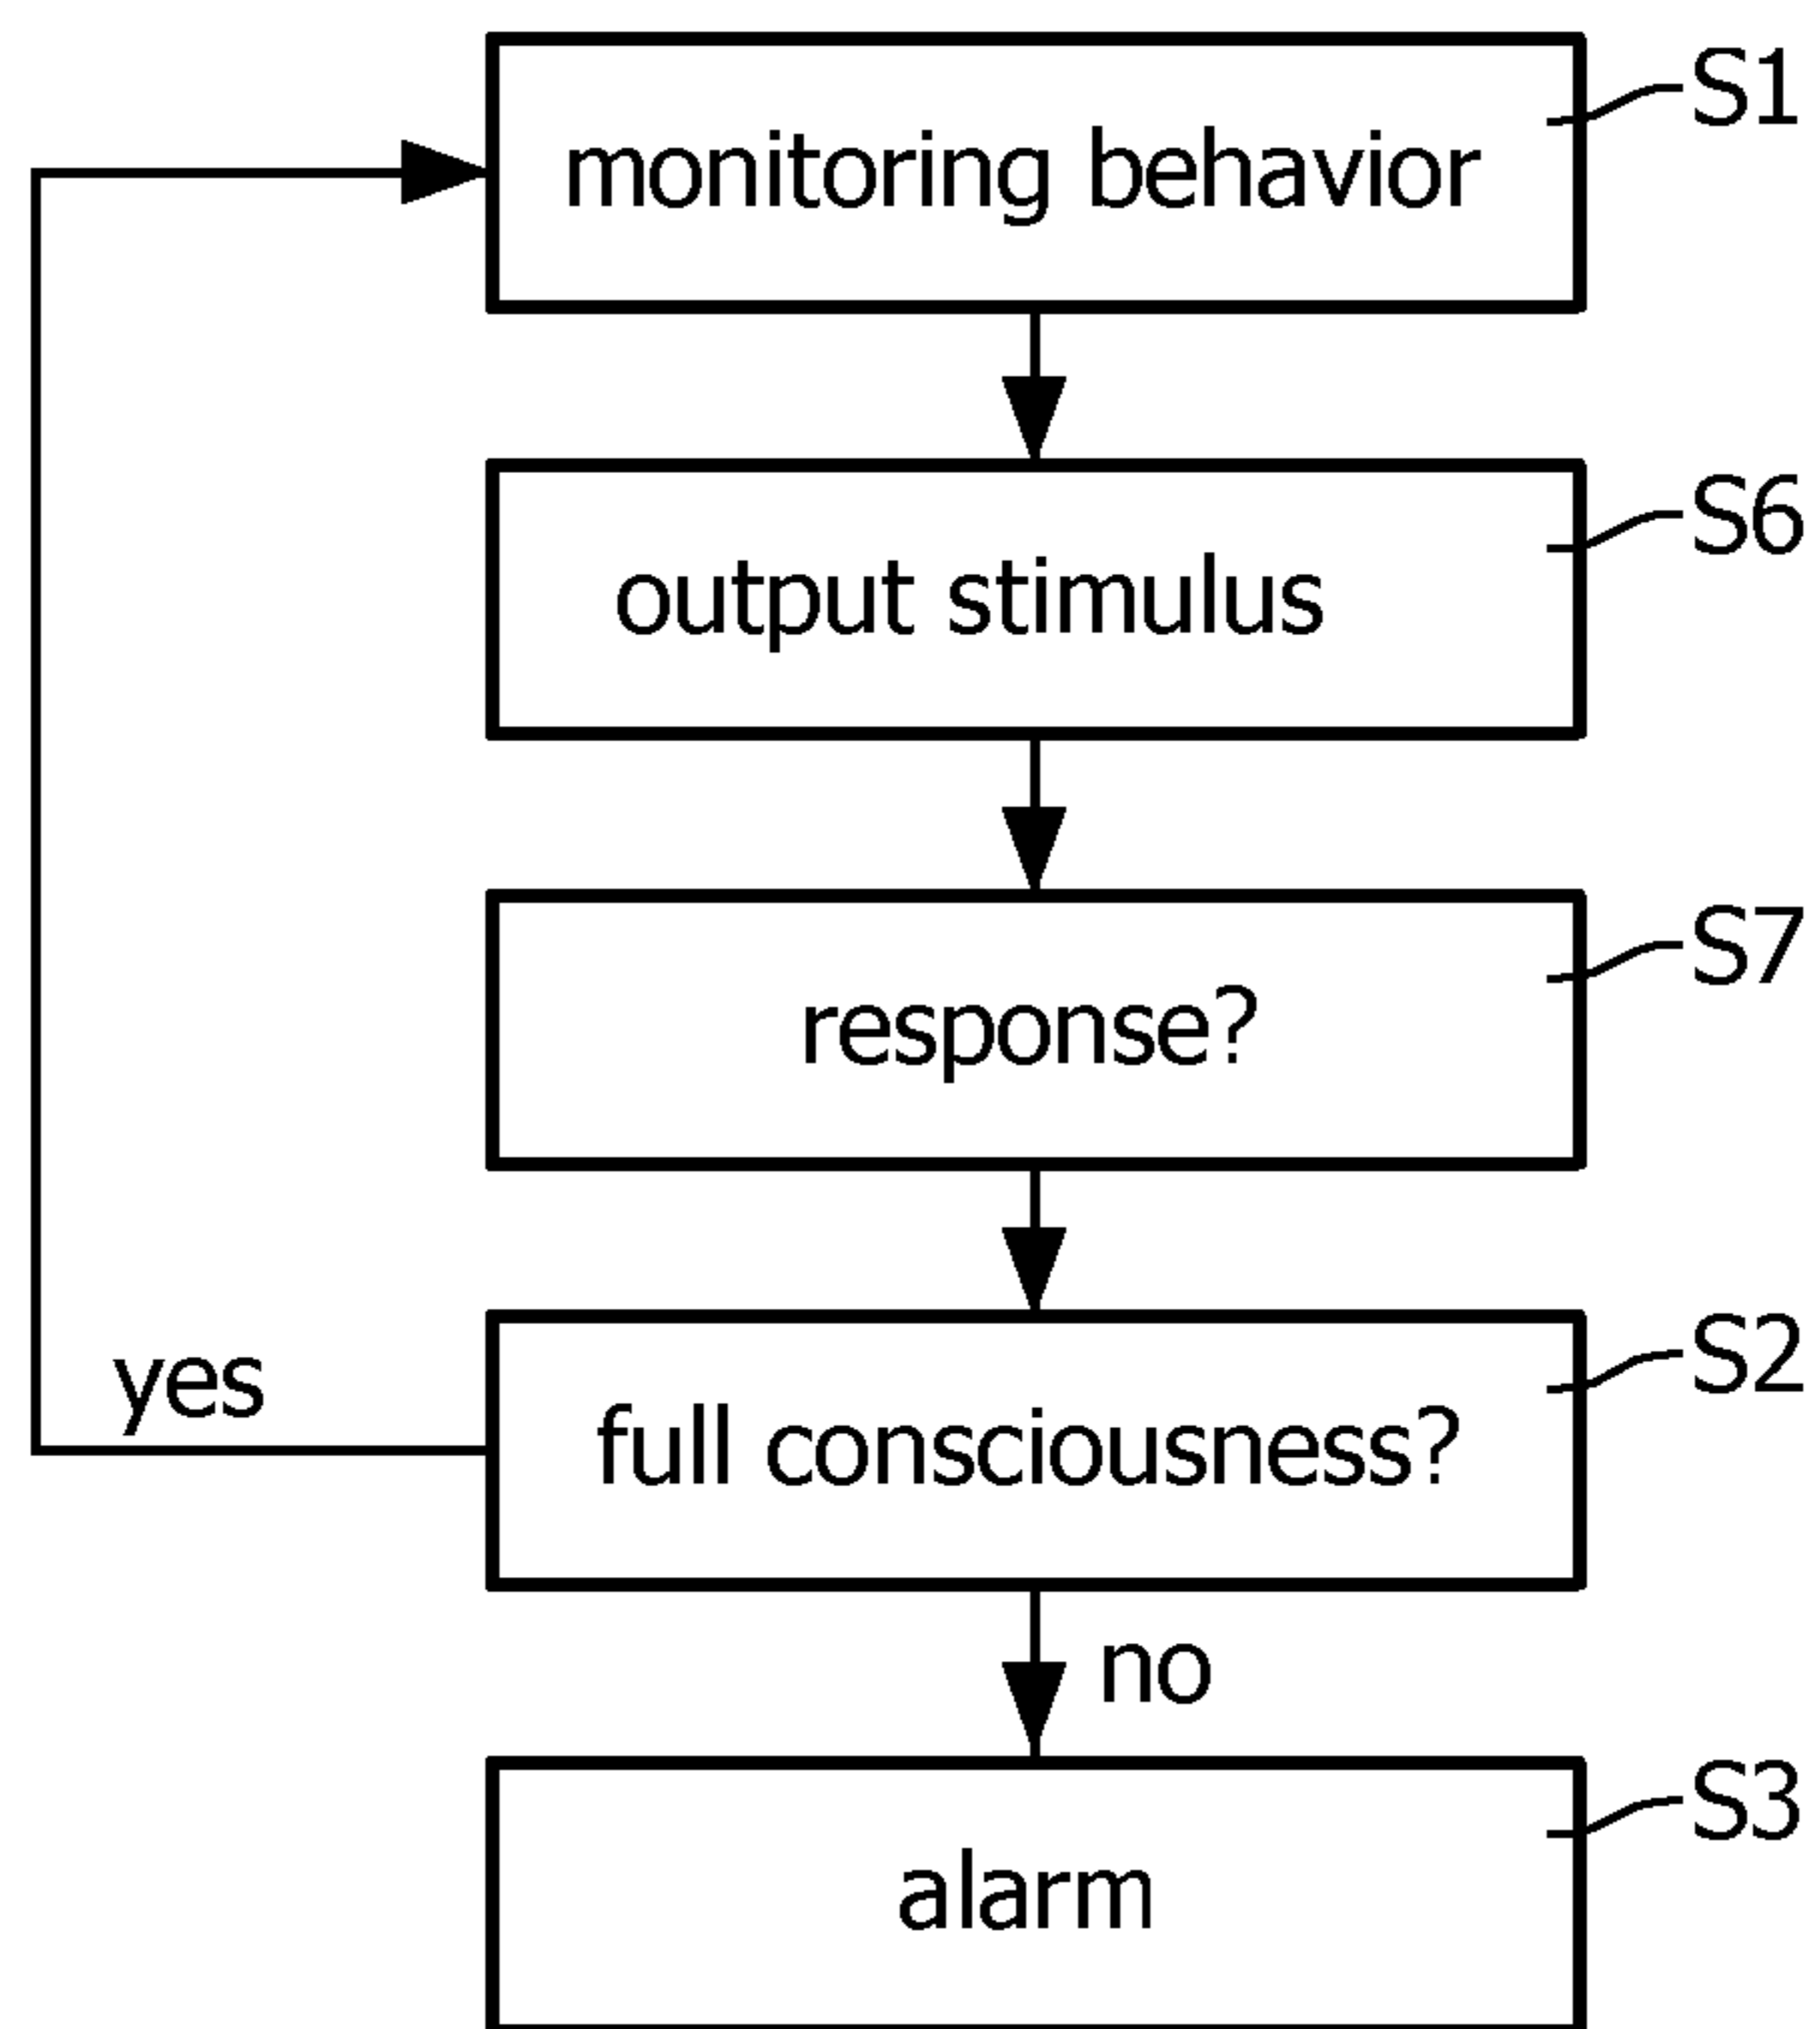 S1
monitoring behavior
S6
output stimulus
S7
response?
S2
yes
full consciousness?
no
S3
alarm